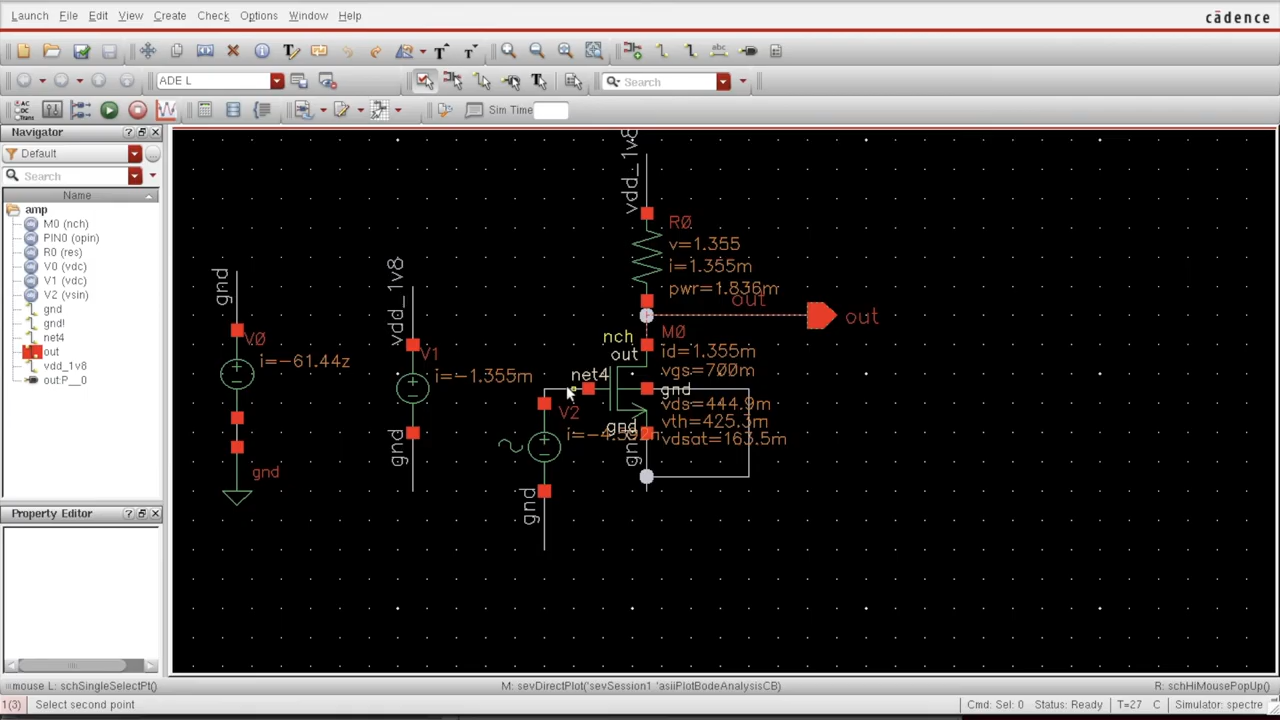 Launch File Edit View Create Check Options Window Help
cādence
ADE L
Search
Sim Time
Navigator
Default
Search
Name
amp
M0 (nch)
PIN0 (opin)
R0 (res)
V0 (vdc)
V1 (vdc)
V2 (vsin)
gnd
gnd!
net4
out
vdd_1v8
out:P__0
Property Editor
gnd
V0
i=-61.44z
gnd
vdd_1v8
V1
i=-1.355m
gnd
vdd_1v8
R0
v=1.355
i=1.355m
pwr=1.836m
out
out
nch
M0
out
id=1.355m
vgs=700m
net4
gnd
vds=444.9m
vth=425.3m
vdsat=163.5m
V2
gnd
gnd
gnd
mouse L: schSingleSelectPt()
M: sevDirectPlot('sevSession1 'asiiPlotBodeAnalysisCB)
R: schHiMousePopUp()
1(3) Select second point
Cmd: Sel: 0 Status: Ready T=27 C Simulator: spectre